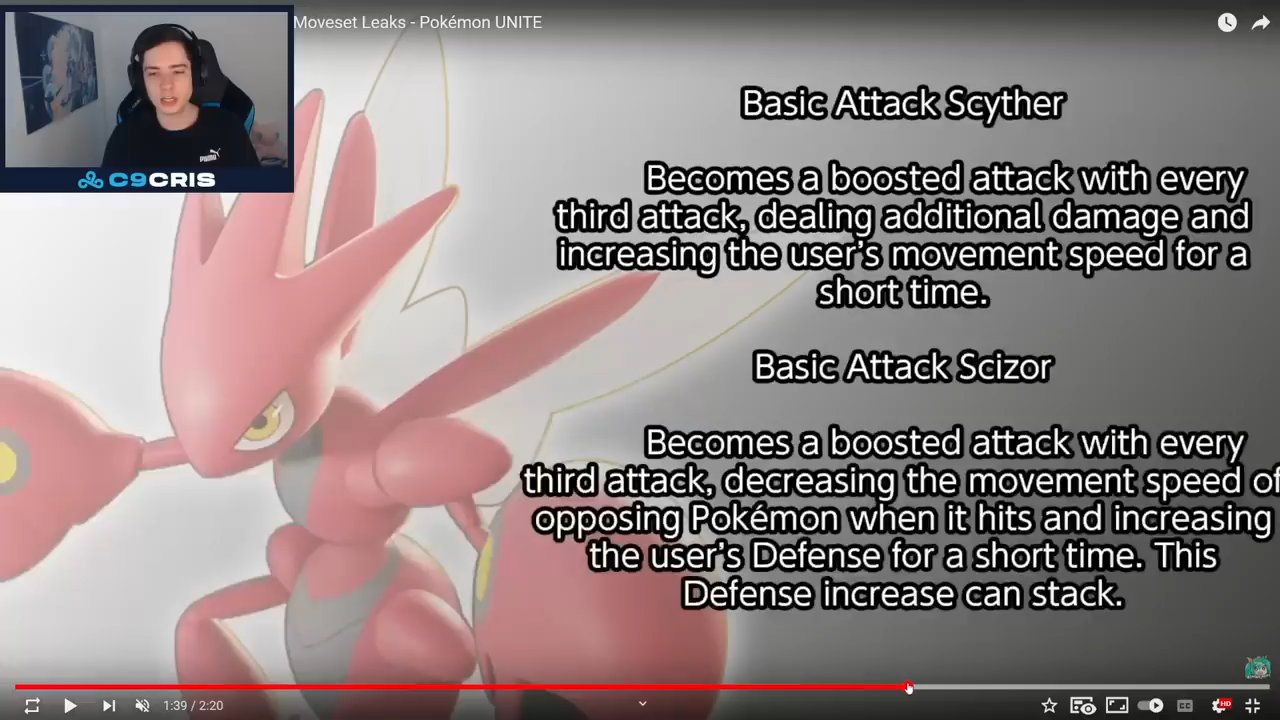 Moveset Leaks - Pokémon UNITE
PUMA
C9CRIS
Basic Attack Scyther
Becomes a boosted attack with every
third attack, dealing additional damage and
increasing the user's movement speed for a
short time.
Basic Attack Scizor
Becomes a boosted attack with every
third attack, decreasing the movement speed of
opposing Pokémon when it hits and increasing
the user's Defense for a short time. This
Defense increase can stack.
1:39 / 2:20
CC
HD